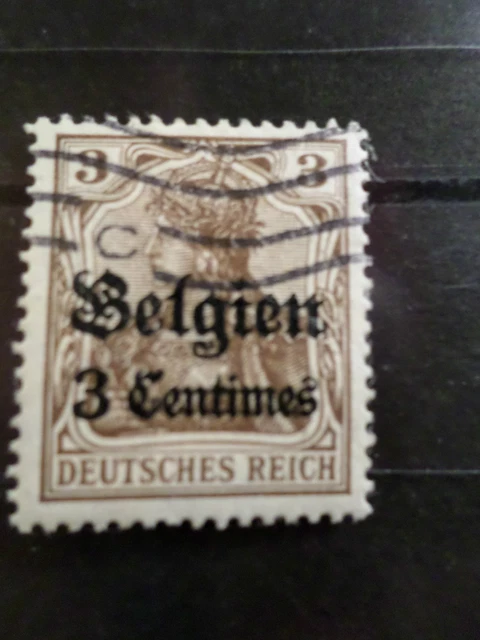 3 3
C
Belgien
3 Centimes
DEUTSCHES REICH